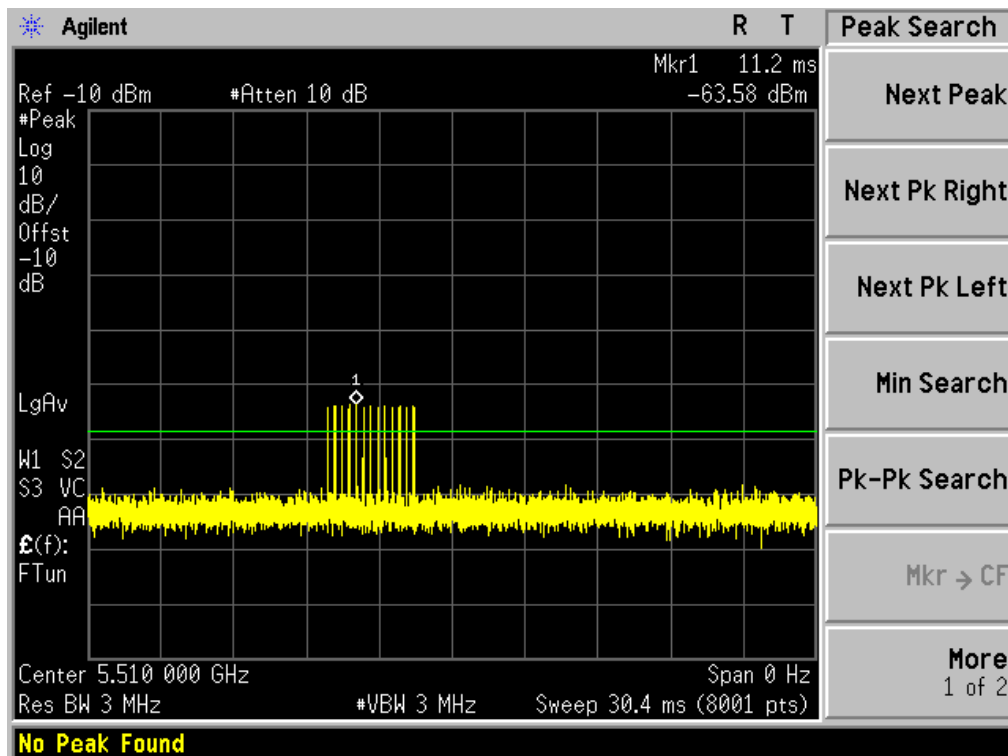 Agilent R T Peak Search
Mkr1 11.2 ms
Ref -10 dBm #Atten 10 dB -63.58 dBm
#Peak
Log
10
dB/
Offst
-10
dB
1
LgAv
W1 S2
S3 VC
AA
£(f):
FTun
Center 5.510 000 GHz Span 0 Hz
Res BW 3 MHz #VBW 3 MHz Sweep 30.4 ms (8001 pts)
No Peak Found
Next Peak
Next Pk Right
Next Pk Left
Min Search
Pk-Pk Search
Mkr → CF
More
1 of 2